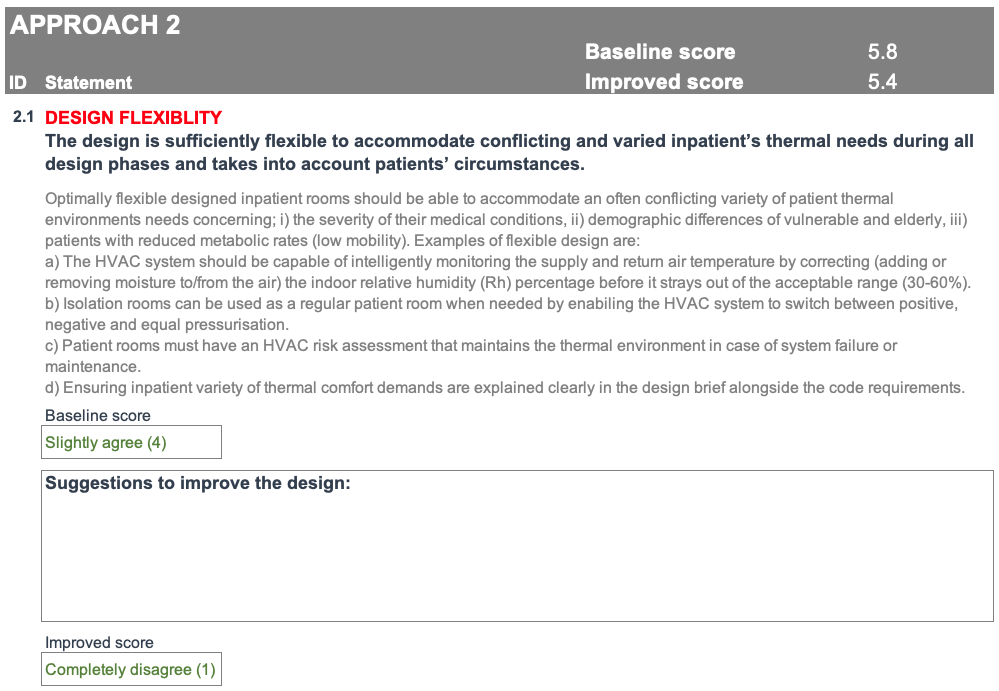 APPROACH 2
Baseline score 5.8
ID Statement Improved score 5.4
2.1 DESIGN FLEXIBLITY
The design is sufficiently flexible to accommodate conflicting and varied inpatient’s thermal needs during all
design phases and takes into account patients’ circumstances.
Optimally flexible designed inpatient rooms should be able to accommodate an often conflicting variety of patient thermal
environments needs concerning; i) the severity of their medical conditions, ii) demographic differences of vulnerable and elderly, iii)
patients with reduced metabolic rates (low mobility). Examples of flexible design are:
a) The HVAC system should be capable of intelligently monitoring the supply and return air temperature by correcting (adding or
removing moisture to/from the air) the indoor relative humidity (Rh) percentage before it strays out of the acceptable range (30-60%).
b) Isolation rooms can be used as a regular patient room when needed by enabiling the HVAC system to switch between positive,
negative and equal pressurisation.
c) Patient rooms must have an HVAC risk assessment that maintains the thermal environment in case of system failure or
maintenance.
d) Ensuring inpatient variety of thermal comfort demands are explained clearly in the design brief alongside the code requirements.
Baseline score
Slightly agree (4)
Suggestions to improve the design:
Improved score
Completely disagree (1)